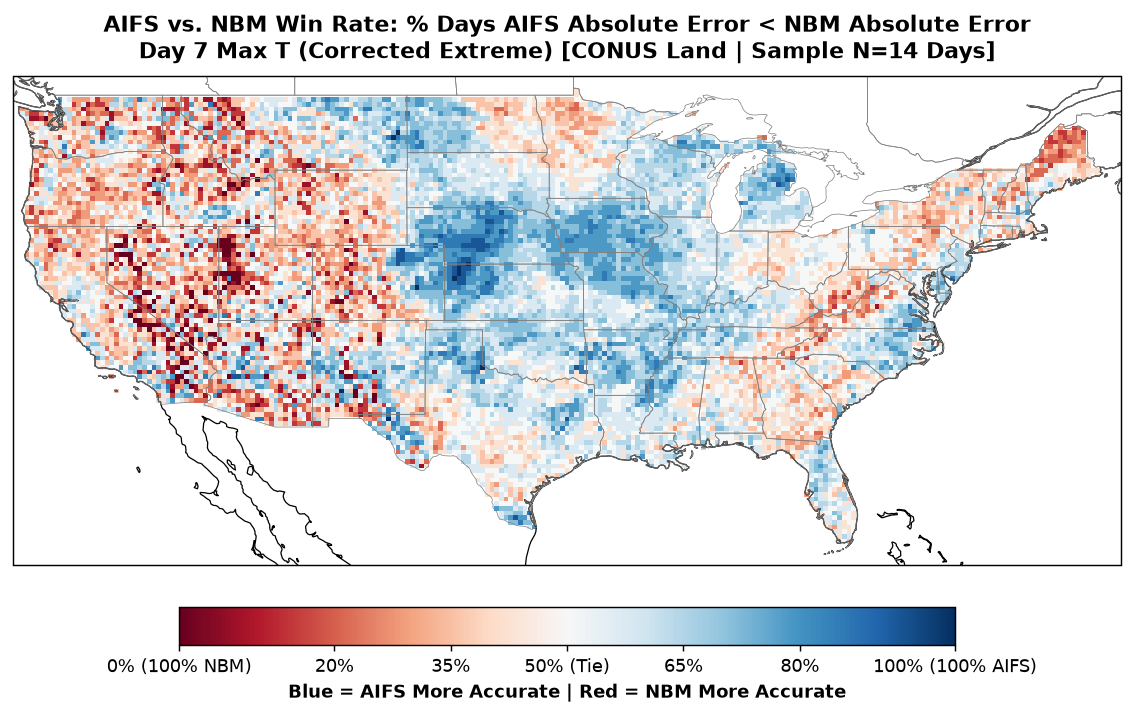 AIFS vs. NBM Win Rate: % Days AIFS Absolute Error < NBM Absolute Error
Day 7 Max T (Corrected Extreme) [CONUS Land | Sample N=14 Days]
0% (100% NBM) 20% 35% 50% (Tie) 65% 80% 100% (100% AIFS)
Blue = AIFS More Accurate | Red = NBM More Accurate